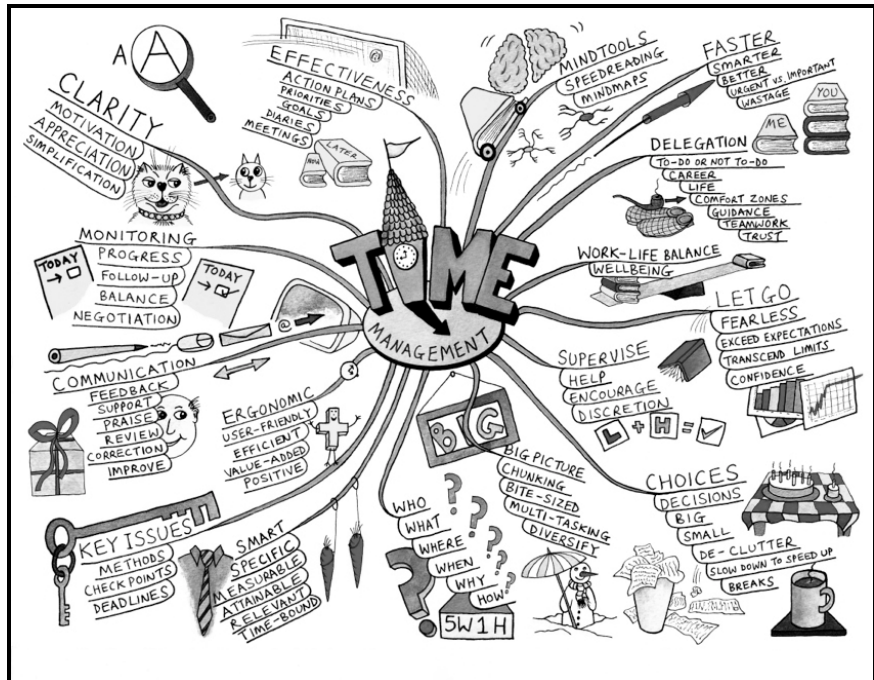 TIME
MANAGEMENT
A A
CLARITY
MOTIVATION
APPRECIATION
SIMPLIFICATION
EFFECTIVENESS
ACTION PLANS
PRIORITIES
GOALS
DIARIES
MEETINGS
NOW
LATER
MINDTOOLS
SPEEDREADING
MINDMAPS
FASTER
SMARTER
BETTER
URGENT VS. IMPORTANT
WASTAGE
ME
YOU
DELEGATION
TO-DO OR NOT TO-DO
CAREER
LIFE
COMFORT ZONES
GUIDANCE
TEAMWORK
TRUST
WORK-LIFE BALANCE
WELLBEING
LET GO
FEARLESS
EXCEED EXPECTATIONS
TRANSCEND LIMITS
CONFIDENCE
SUPERVISE
HELP
ENCOURAGE
DISCRETION
L + H =
CHOICES
DECISIONS
BIG
SMALL
DE-CLUTTER
SLOW DOWN TO SPEED UP
BREAKS
BIG
BIG PICTURE
CHUNKING
BITE-SIZED
MULTI-TASKING
DIVERSIFY
WHO
WHAT
WHERE
WHEN
WHY
HOW
? ? ? ? ? ? ?
5W1H
SMART
SPECIFIC
MEASURABLE
ATTAINABLE
RELEVANT
TIME-BOUND
ERGONOMIC
USER-FRIENDLY
EFFICIENT
VALUE-ADDED
POSITIVE
KEY ISSUES
METHODS
CHECKPOINTS
DEADLINES
COMMUNICATION
FEEDBACK
SUPPORT
PRAISE
REVIEW
CORRECTION
IMPROVE
@
MONITORING
PROGRESS
FOLLOW-UP
BALANCE
NEGOTIATION
TODAY
TODAY